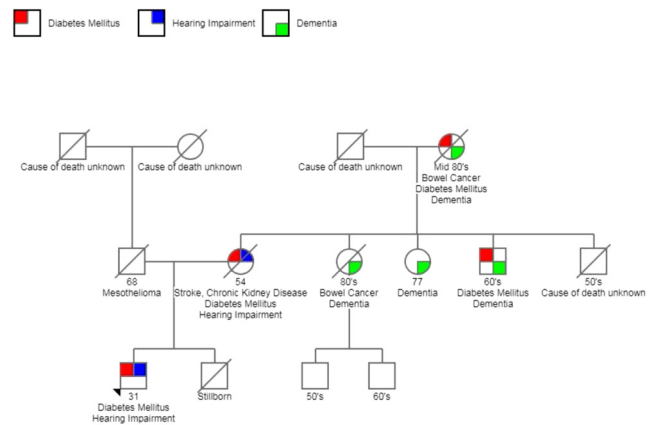 Diabetes Mellitus
Hearing Impairment
Dementia
Cause of death unknown
Cause of death unknown
Cause of death unknown
Mid 80's
Bowel Cancer
Diabetes Mellitus
Dementia
68
Mesothelioma
54
Stroke, Chronic Kidney Disease
Diabetes Mellitus
Hearing Impairment
80's
Bowel Cancer
Dementia
77
Dementia
60's
Diabetes Mellitus
Dementia
50's
Cause of death unknown
31
Diabetes Mellitus
Hearing Impairment
Stillborn
50's
60's